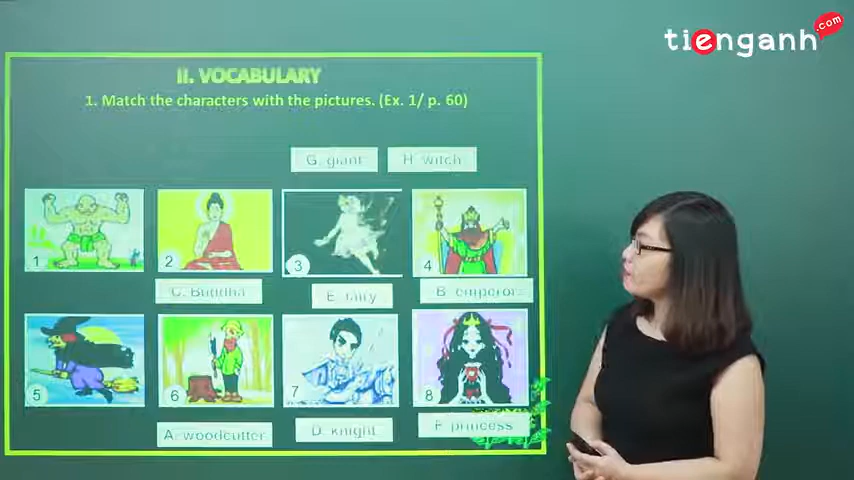 tienganh.com
II. VOCABULARY
1. Match the characters with the pictures. (Ex. 1/ p. 60)
G. giant H. witch
1 2 3 4
C. Buddha E. fairy B. emperor
5 6 7 8
A. woodcutter D. knight F. princess